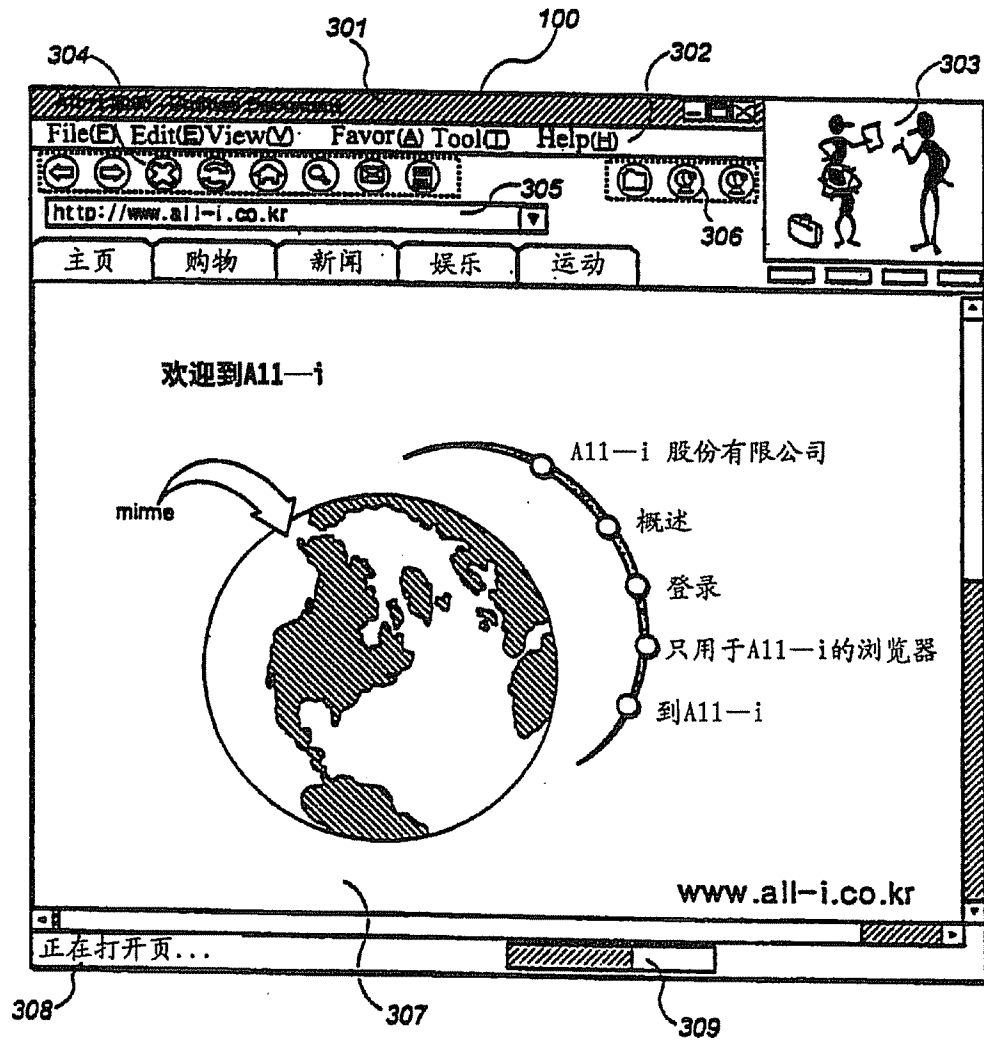 304 301 100 302 303
File(F) Edit(E) View(V) Favor(A) Tool(T) Help(H)
http://www.all-i.co.kr
305
306
主页 购物 新闻 娱乐 运动
欢迎到A11—i
A11—i 股份有限公司
mirme
概述
登录
只用于A11—i的浏览器
到A11—i
www.all-i.co.kr
正在打开页...
308 307 309